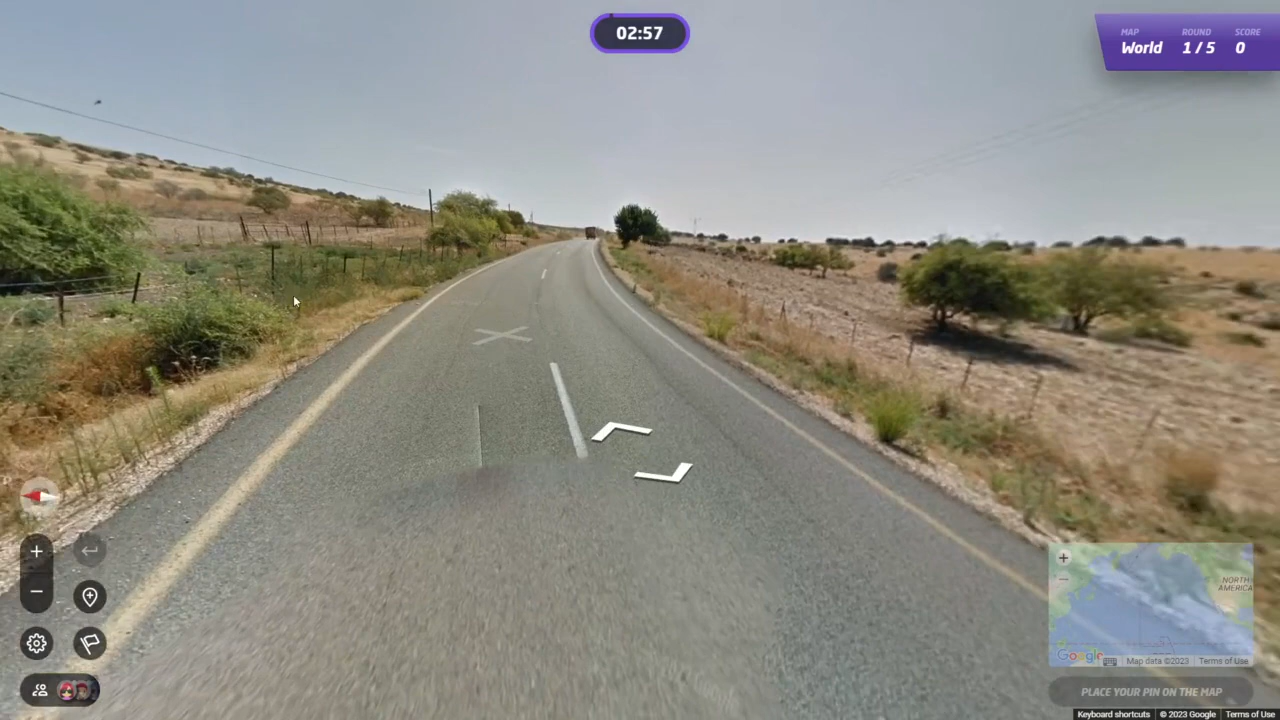 02:57
MAP
World
ROUND
1 / 5
SCORE
0
NORTH
AMERICA
Google
Map data ©2023
Terms of Use
PLACE YOUR PIN ON THE MAP
Keyboard shortcuts
© 2023 Google
Terms of Use